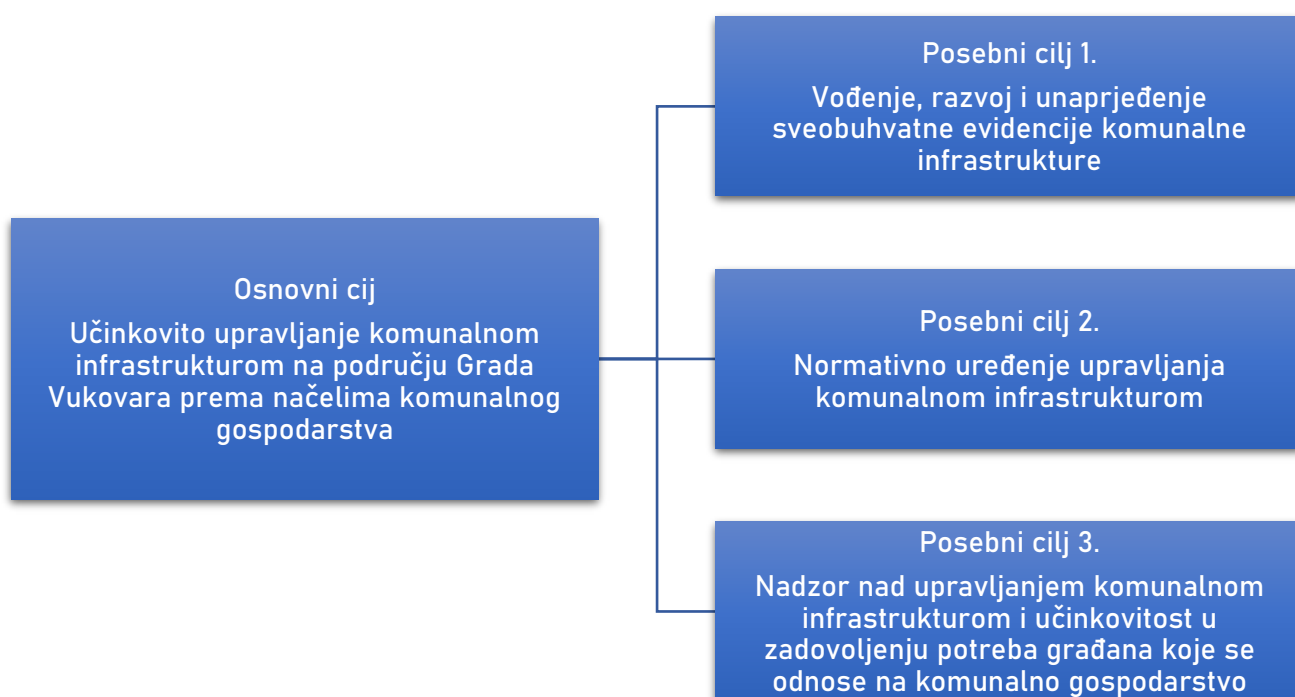 Osnovni cij
Učinkovito upravljanje komunalnom
infrastrukturom na području Grada
Vukovara prema načelima komunalnog
gospodarstva
Posebni cilj 1.
Vođenje, razvoj i unaprjeđenje
sveobuhvatne evidencije komunalne
infrastrukture
Posebni cilj 2.
Normativno uređenje upravljanja
komunalnom infrastrukturom
Posebni cilj 3.
Nadzor nad upravljanjem komunalnom
infrastrukturom i učinkovitost u
zadovoljenju potreba građana koje se
odnose na komunalno gospodarstvo